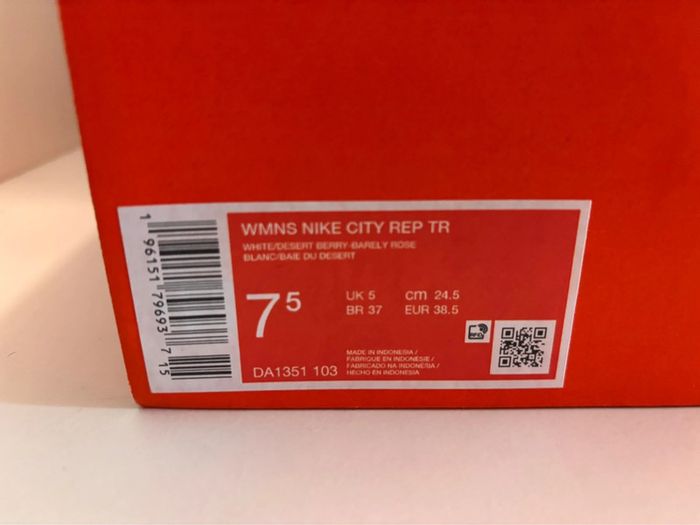 1 96151 79693 7 15
WMNS NIKE CITY REP TR
WHITE/DESERT BERRY-BARELY ROSE
BLANC/BAIE DU DESERT
7 5
UK 5 cm 24.5
BR 37 EUR 38.5
DA1351 103
MADE IN INDONESIA /
FABRIQUE EN INDONESIE /
FABRICADO NA INDONESIA /
HECHO EN INDONESIA